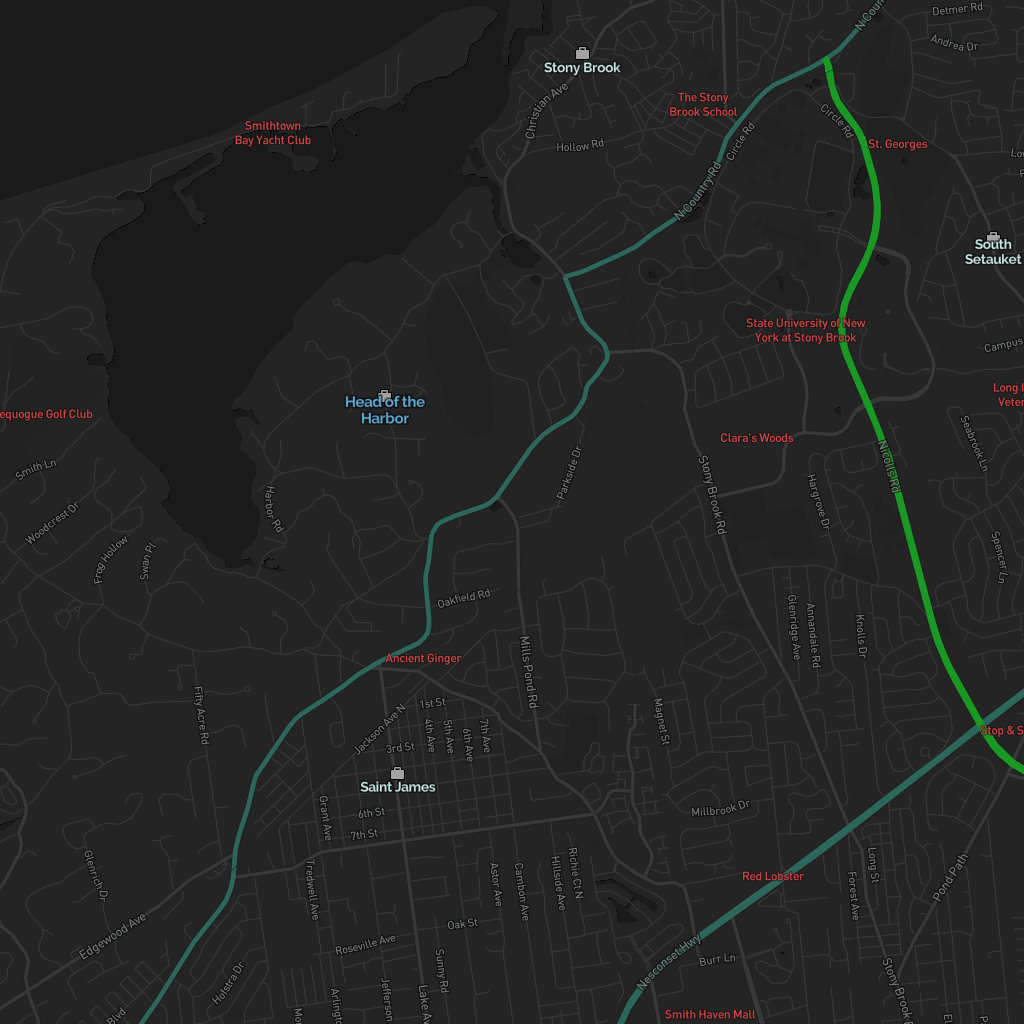 N Coun
Detmer Rd
Andrea Dr
Stony Brook
Christian Ave
The Stony
Brook School
Circle Rd
Smithtown
Bay Yacht Club
Hollow Rd
Circle Rd
St. Georges
N Country Rd
South
Setauket
State University of New
York at Stony Brook
Campus
Head of the
Harbor
equogue Golf Club
Long I
Veter
Clara's Woods
Seabrook Ln
Smith Ln
Parkside Dr
Nicolls Rd
Stony Brook Rd
Hargrove Dr
Harbor Rd
Woodcrest Dr
Frog Hollow
Swan Pl
Spencer Ln
Oakfield Rd
Glenridge Ave
Annandale Rd
Knolls Dr
Ancient Ginger
Mills Pond Rd
Fifty Acre Rd
1st St
Jackson Ave N
4th Ave
5th Ave
6th Ave
7th Ave
Magnet St
3rd St
Stop & S
Saint James
Grant Ave
6th St
7th St
Millbrook Dr
Glenrich Dr
Tredwell Ave
Astor Ave
Cambon Ave
Hillside Ave
Richie Ct N
Red Lobster
Long St
Forest Ave
Pond Path
Edgewood Ave
Oak St
Roseville Ave
Nesconset Hwy
Burr Ln
Hofstra Dr
Sunny Rd
Stony Brook
Blvd
Arlingt
Jefferson
Lake Av
Smith Haven Mall